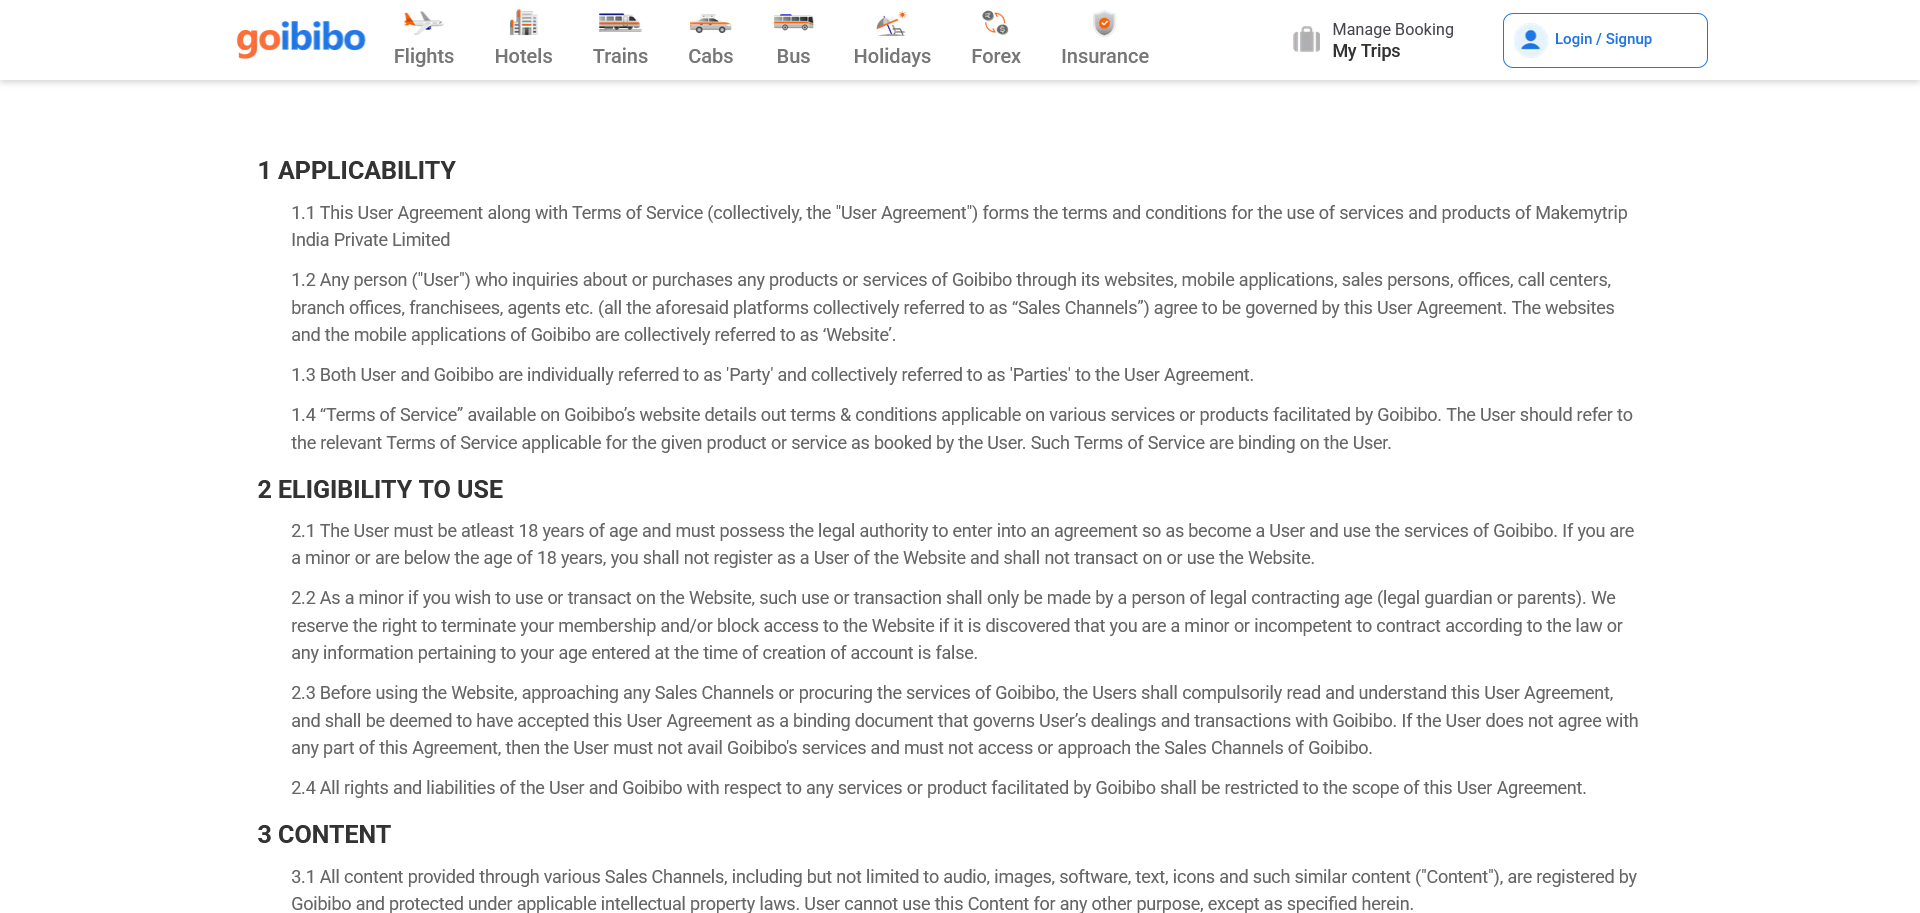 goibibo
Flights
Hotels
Trains
Cabs
Bus
Holidays
Forex
Insurance
Manage Booking
My Trips
Login / Signup
1 APPLICABILITY
1.1 This User Agreement along with Terms of Service (collectively, the "User Agreement") forms the terms and conditions for the use of services and products of Makemytrip
India Private Limited
1.2 Any person ("User") who inquiries about or purchases any products or services of Goibibo through its websites, mobile applications, sales persons, offices, call centers,
branch offices, franchisees, agents etc. (all the aforesaid platforms collectively referred to as “Sales Channels”) agree to be governed by this User Agreement. The websites
and the mobile applications of Goibibo are collectively referred to as ‘Website’.
1.3 Both User and Goibibo are individually referred to as 'Party' and collectively referred to as 'Parties' to the User Agreement.
1.4 “Terms of Service” available on Goibibo’s website details out terms & conditions applicable on various services or products facilitated by Goibibo. The User should refer to
the relevant Terms of Service applicable for the given product or service as booked by the User. Such Terms of Service are binding on the User.
2 ELIGIBILITY TO USE
2.1 The User must be atleast 18 years of age and must possess the legal authority to enter into an agreement so as become a User and use the services of Goibibo. If you are
a minor or are below the age of 18 years, you shall not register as a User of the Website and shall not transact on or use the Website.
2.2 As a minor if you wish to use or transact on the Website, such use or transaction shall only be made by a person of legal contracting age (legal guardian or parents). We
reserve the right to terminate your membership and/or block access to the Website if it is discovered that you are a minor or incompetent to contract according to the law or
any information pertaining to your age entered at the time of creation of account is false.
2.3 Before using the Website, approaching any Sales Channels or procuring the services of Goibibo, the Users shall compulsorily read and understand this User Agreement,
and shall be deemed to have accepted this User Agreement as a binding document that governs User’s dealings and transactions with Goibibo. If the User does not agree with
any part of this Agreement, then the User must not avail Goibibo's services and must not access or approach the Sales Channels of Goibibo.
2.4 All rights and liabilities of the User and Goibibo with respect to any services or product facilitated by Goibibo shall be restricted to the scope of this User Agreement.
3 CONTENT
3.1 All content provided through various Sales Channels, including but not limited to audio, images, software, text, icons and such similar content ("Content"), are registered by
Goibibo and protected under applicable intellectual property laws. User cannot use this Content for any other purpose, except as specified herein.